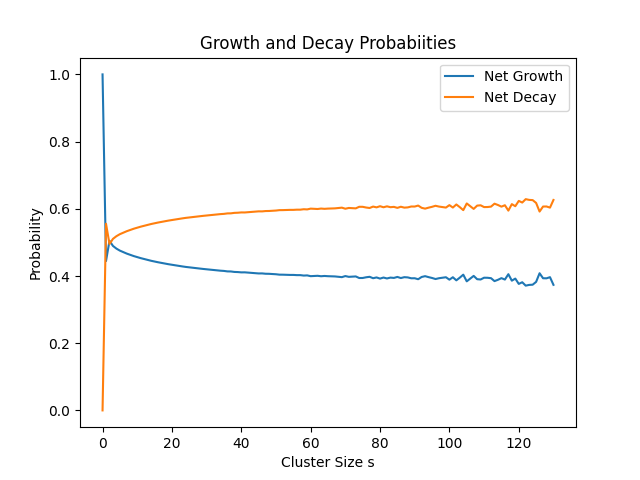 Growth and Decay Probabiities
Net Growth
Net Decay
1.0
0.8
0.6
0.4
0.2
0.0
Probability
0 20 40 60 80 100 120
Cluster Size s